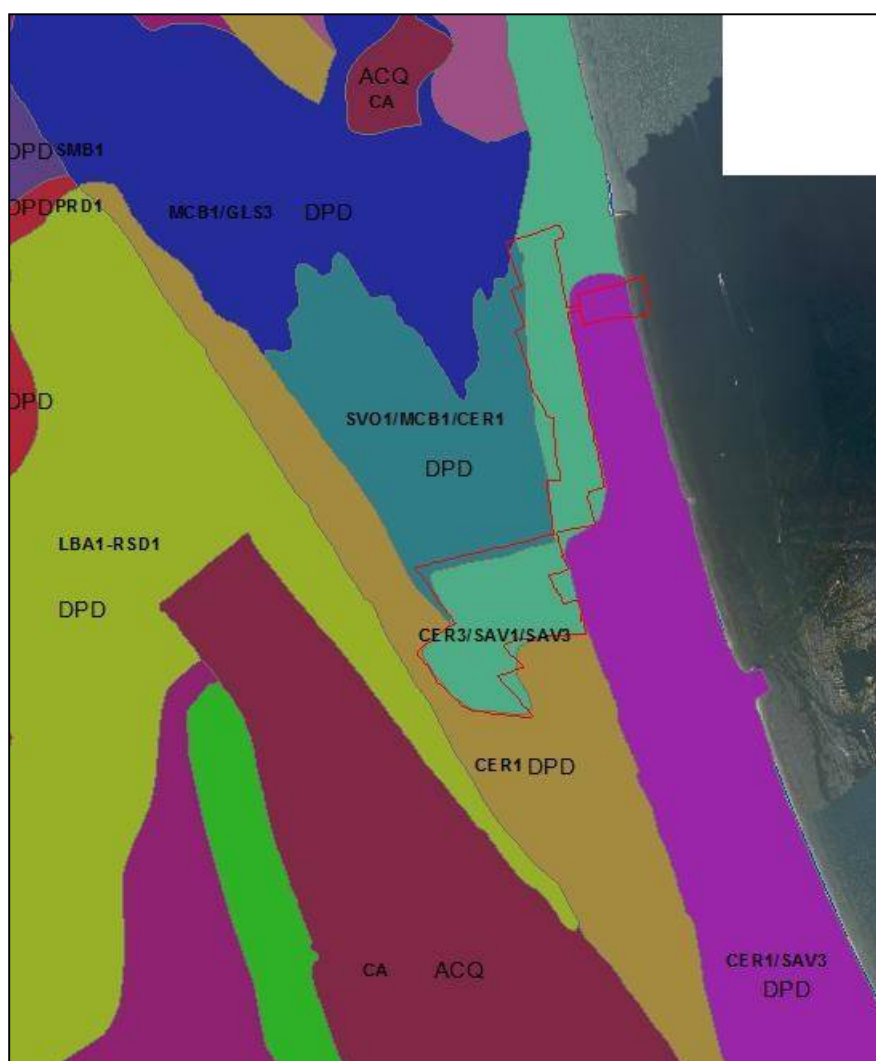 ACQ
CA
DPD SMB1
DPD PRD1
MCB1/GLS3 DPD
DPD
SVO1/MCB1/CER1
DPD
LBA1-RSD1
DPD
CER3/SAV1/SAV3
CER1 DPD
CA ACQ
CER1/SAV3
DPD